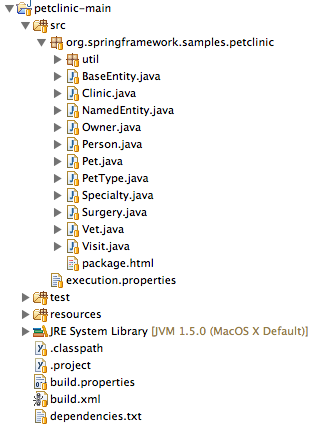 petclinic-main
src
org.springframework.samples.petclinic
util
BaseEntity.java
Clinic.java
NamedEntity.java
Owner.java
Person.java
Pet.java
PetType.java
Specialty.java
Surgery.java
Vet.java
Visit.java
package.html
execution.properties
test
resources
JRE System Library [JVM 1.5.0 (MacOS X Default)]
.classpath
.project
build.properties
build.xml
dependencies.txt